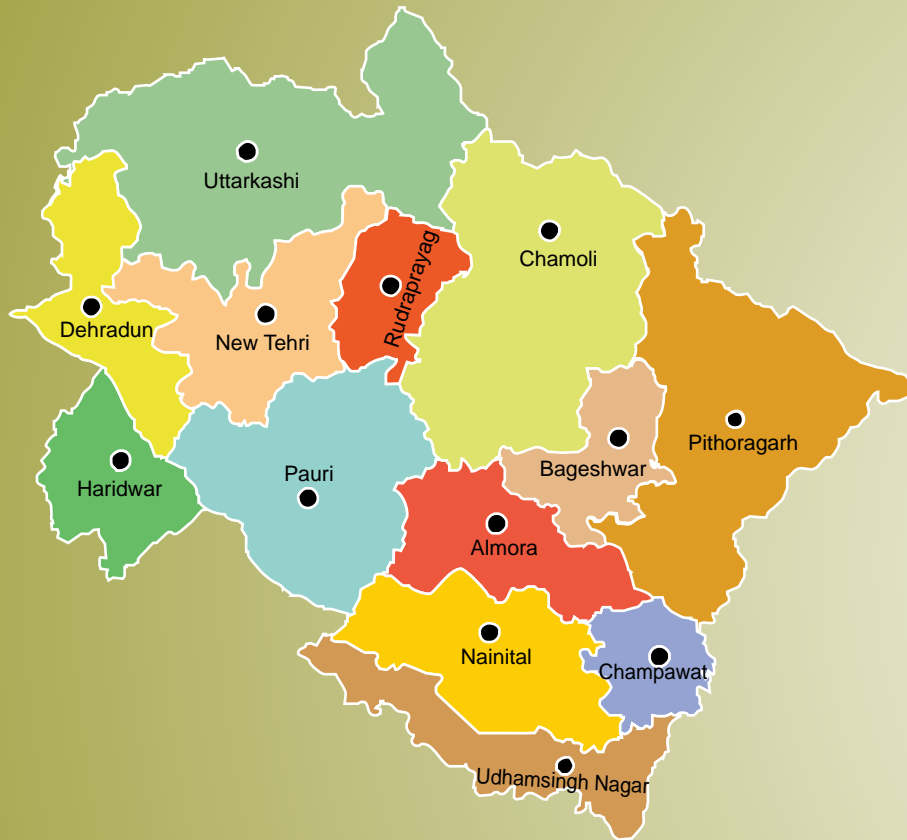 Uttarkashi
Rudraprayag
Chamoli
Dehradun
New Tehri
Pithoragarh
Bageshwar
Pauri
Haridwar
Almora
Nainital
Champawat
Udhamsingh Nagar